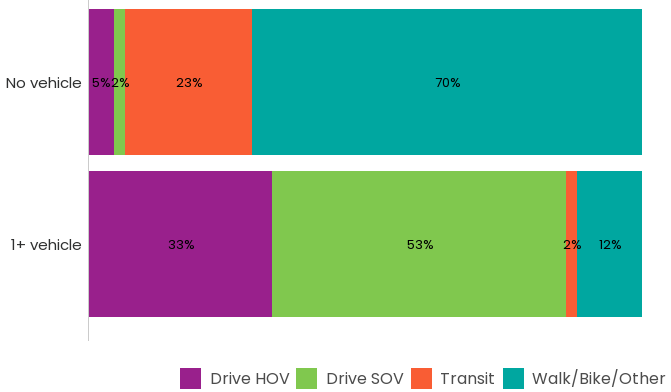 No vehicle 5% 2% 23% 70%
1+ vehicle 33% 53% 2% 12%
Drive HOV Drive SOV Transit Walk/Bike/Other